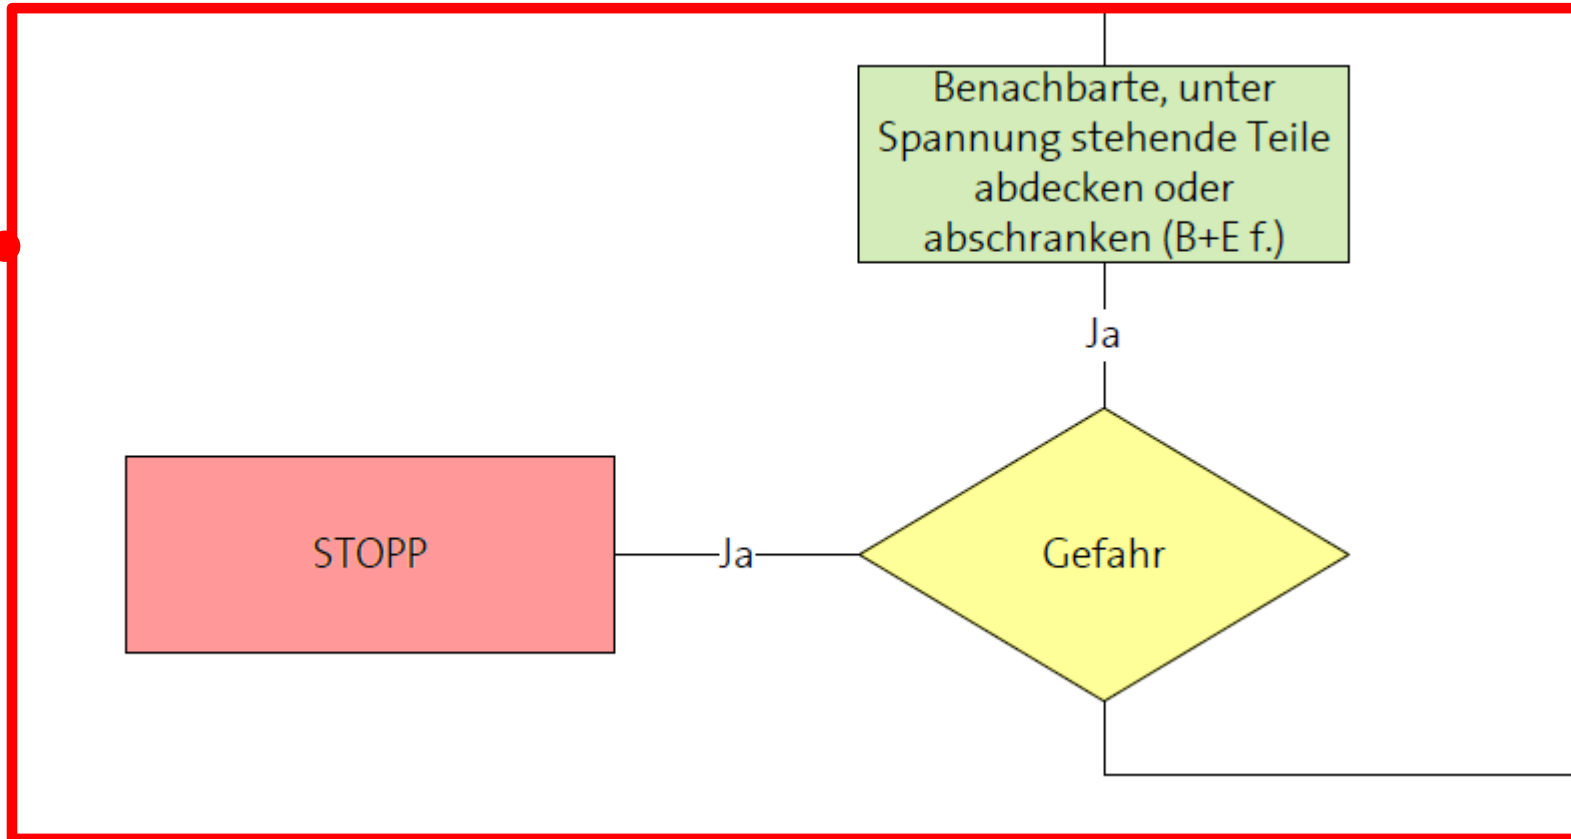 Benachbarte, unter
Spannung stehende Teile
abdecken oder
abschranken (B+E f.)
Ja
STOPP
Ja
Gefahr